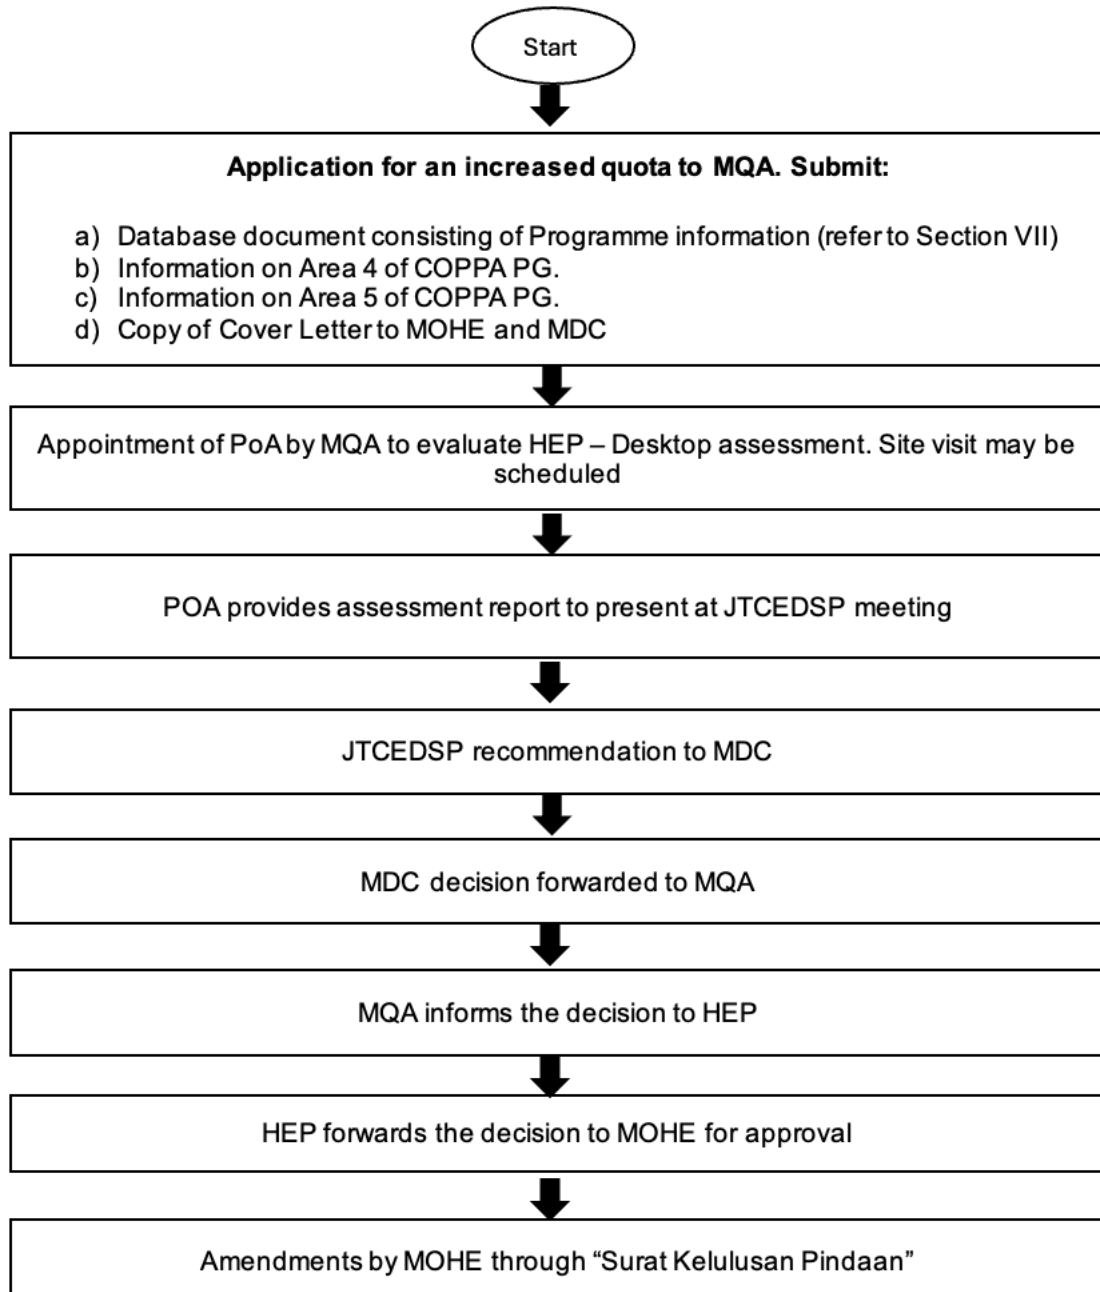 Start
Application for an increased quota to MQA. Submit:
a) Database document consisting of Programme information (refer to Section VII)
b) Information on Area 4 of COPPA PG.
c) Information on Area 5 of COPPA PG.
d) Copy of Cover Letter to MOHE and MDC
Appointment of PoA by MQA to evaluate HEP – Desktop assessment. Site visit may be
scheduled
POA provides assessment report to present at JTCEDSP meeting
JTCEDSP recommendation to MDC
MDC decision forwarded to MQA
MQA informs the decision to HEP
HEP forwards the decision to MOHE for approval
Amendments by MOHE through “Surat Kelulusan Pindaan”